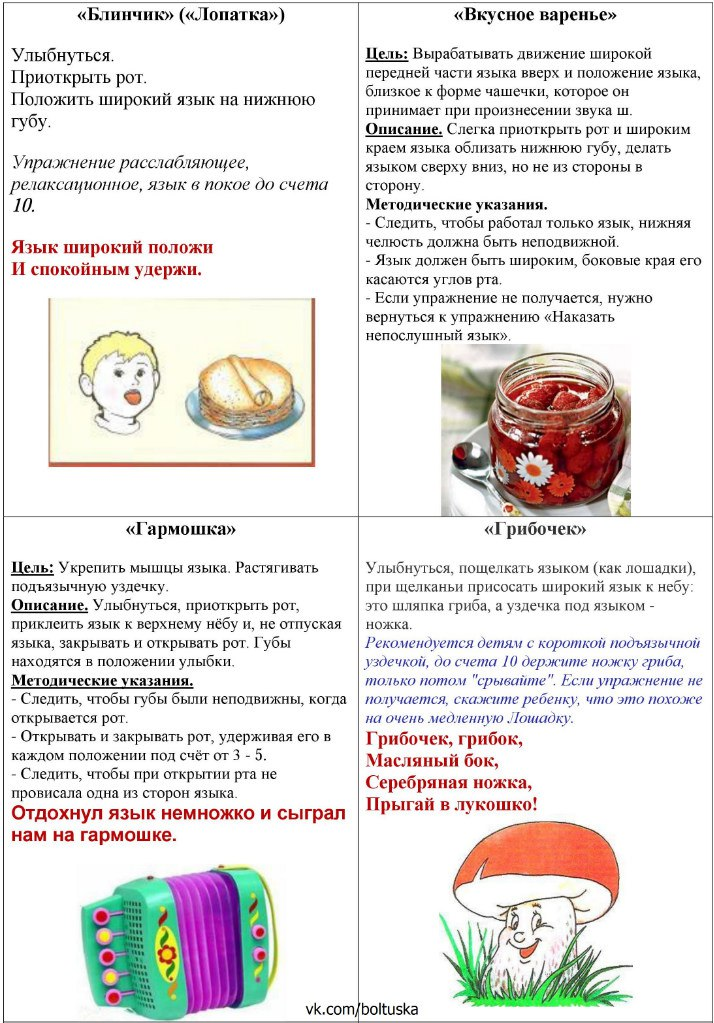 «Блинчик» («Лопатка»)
Улыбнуться.
Приоткрыть рот.
Положить широкий язык на нижнюю
губу.
Упражнение расслабляющее,
релаксационное, язык в покое до счета
10.
Язык широкий положи
И спокойным удержи.
«Вкусное варенье»
Цель: Вырабатывать движение широкой
передней части языка вверх и положение языка,
близкое к форме чашечки, которое он
принимает при произнесении звука ш.
Описание. Слегка приоткрыть рот и широким
краем языка облизать нижнюю губу, делать
языком сверху вниз, но не из стороны в
сторону.
Методические указания.
- Следить, чтобы работал только язык, нижняя
челюсть должна быть неподвижной.
- Язык должен быть широким, боковые края его
касаются углов рта.
- Если упражнение не получается, нужно
вернуться к упражнению «Наказать
непослушный язык».
«Гармошка»
Цель: Укрепить мышцы языка. Растягивать
подъязычную уздечку.
Описание. Улыбнуться, приоткрыть рот,
приклеить язык к верхнему нёбу и, не отпуская
языка, закрывать и открывать рот. Губы
находятся в положении улыбки.
Методические указания.
- Следить, чтобы губы были неподвижны, когда
открывается рот.
- Открывать и закрывать рот, удерживая его в
каждом положении под счёт от 3 - 5.
- Следить, чтобы при открытии рта не
провисала одна из сторон языка.
Отдохнул язык немножко и сыграл
нам на гармошке.
«Грибочек»
Улыбнуться, пощелкать языком (как лошадки),
при щелканьи присосать широкий язык к небу:
это шляпка гриба, а уздечка под языком -
ножка.
Рекомендуется детям с короткой подъязычной
уздечкой, до счета 10 держите ножку гриба,
только потом "срывайте". Если упражнение не
получается, скажите ребенку, что это похоже
на очень медленную Лошадку.
Грибочек, грибок,
Масляный бок,
Серебряная ножка,
Прыгай в лукошко!
vk.com/boltuska